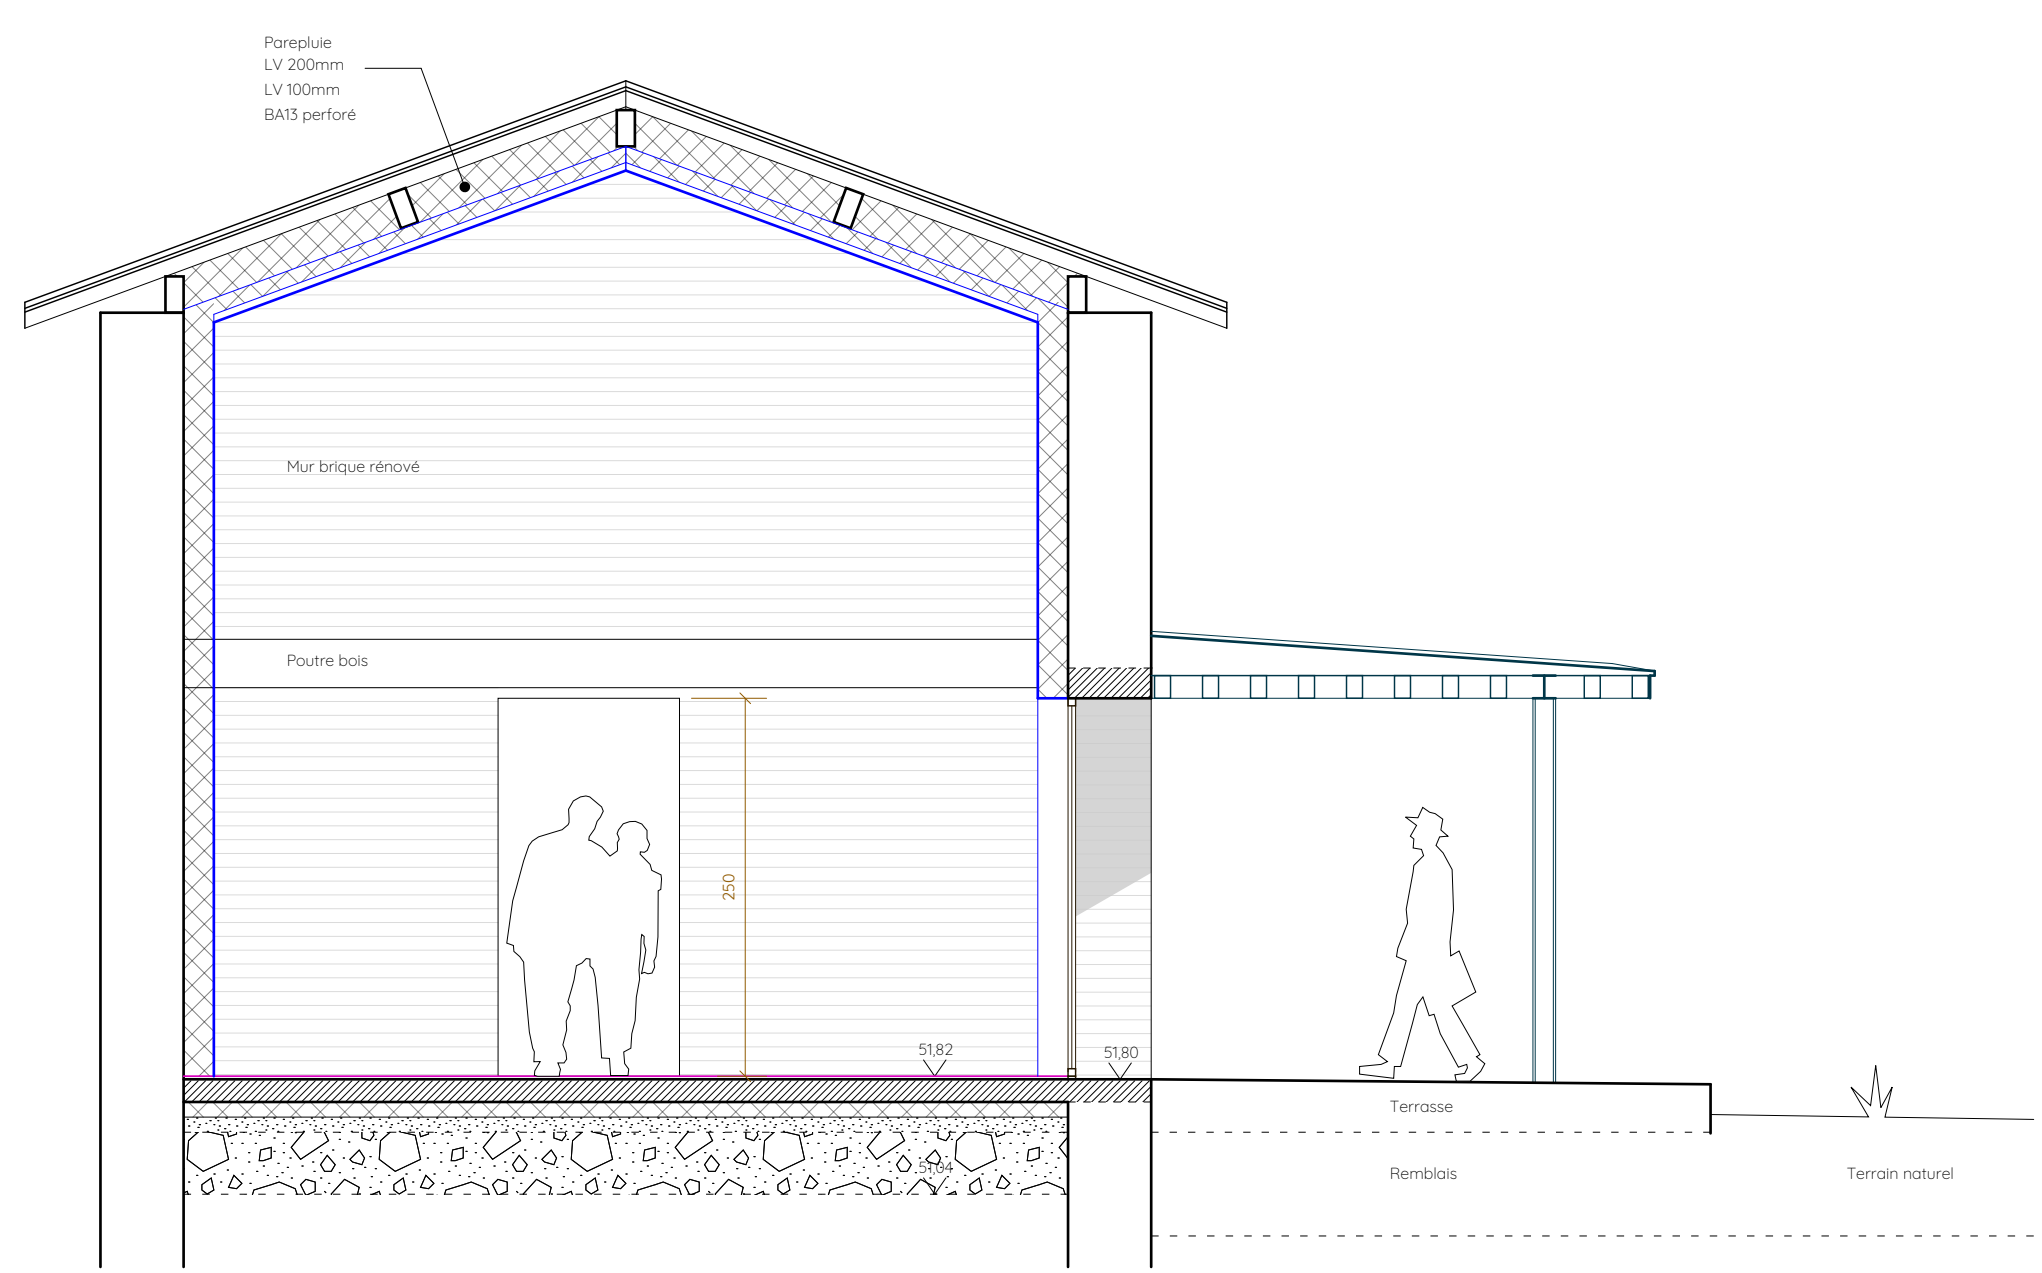 Parepluie
LV 200mm
LV 100mm
BA13 perforé
Mur brique rénové
Poutre bois
250
51,82
51,80
Terrasse
51,04
Remblais
Terrain naturel